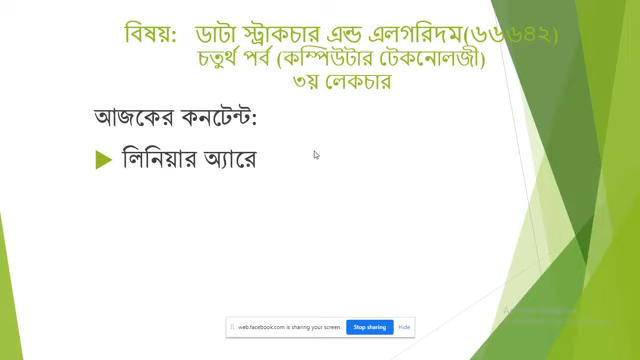 বিষয়: ডাটা স্ট্রাকচার এন্ড এলগরিদম(৬৬৬৪২)
চতুর্থ পর্ব (কম্পিউটার টেকনোলজী)
৩য় লেকচার
আজকের কনটেন্ট:
লিনিয়ার অ্যারে
web.facebook.com is sharing your screen. Stop sharing Hide